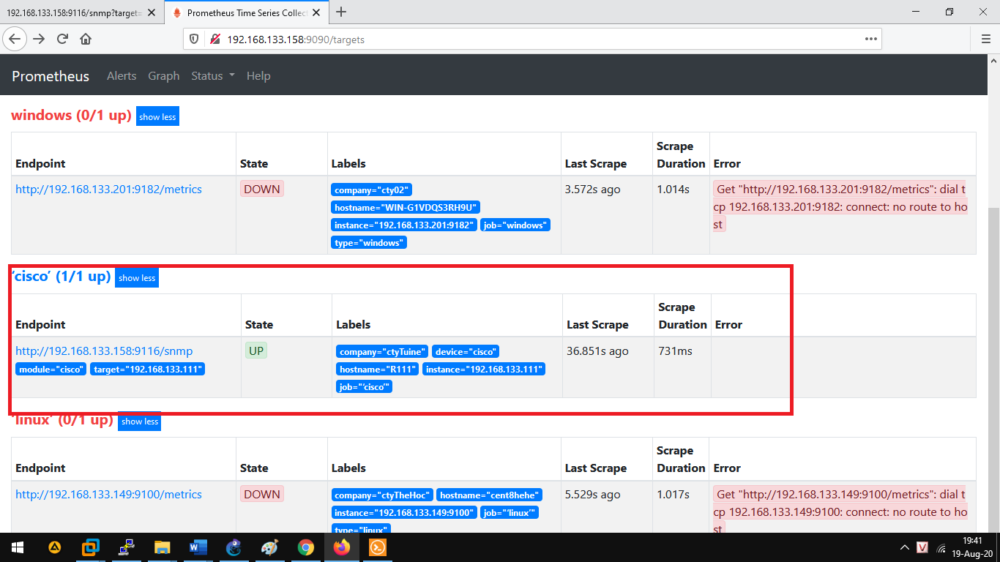 192.168.133.158:9116/snmp?target=
Prometheus Time Series Collect
192.168.133.158:9090/targets
Prometheus Alerts Graph Status Help
windows (0/1 up) show less
Endpoint State Labels Last Scrape Scrape Duration Error
http://192.168.133.201:9182/metrics DOWN company="cty02" 3.572s ago 1.014s Get "http://192.168.133.201:9182/metrics": dial t
hostname="WIN-G1VDQS3RH9U" cp 192.168.133.201:9182: connect: no route to ho
instance="192.168.133.201:9182" job="windows" st
type="windows"
‘cisco’ (1/1 up) show less
Endpoint State Labels Last Scrape Scrape Duration Error
http://192.168.133.158:9116/snmp UP company="ctyTuine" device="cisco" 36.851s ago 731ms
module="cisco" target="192.168.133.111" hostname="R111" instance="192.168.133.111"
job="‘cisco’"
‘linux’ (0/1 up) show less
Endpoint State Labels Last Scrape Scrape Duration Error
http://192.168.133.149:9100/metrics DOWN company="ctyTheHoc" hostname="cent8hehe" 5.529s ago 1.017s Get "http://192.168.133.149:9100/metrics": dial t
instance="192.168.133.149:9100" job="‘linux’" cp 192.168.133.149:9100: connect: no route to ho
type="linux" st
19:41
19-Aug-20